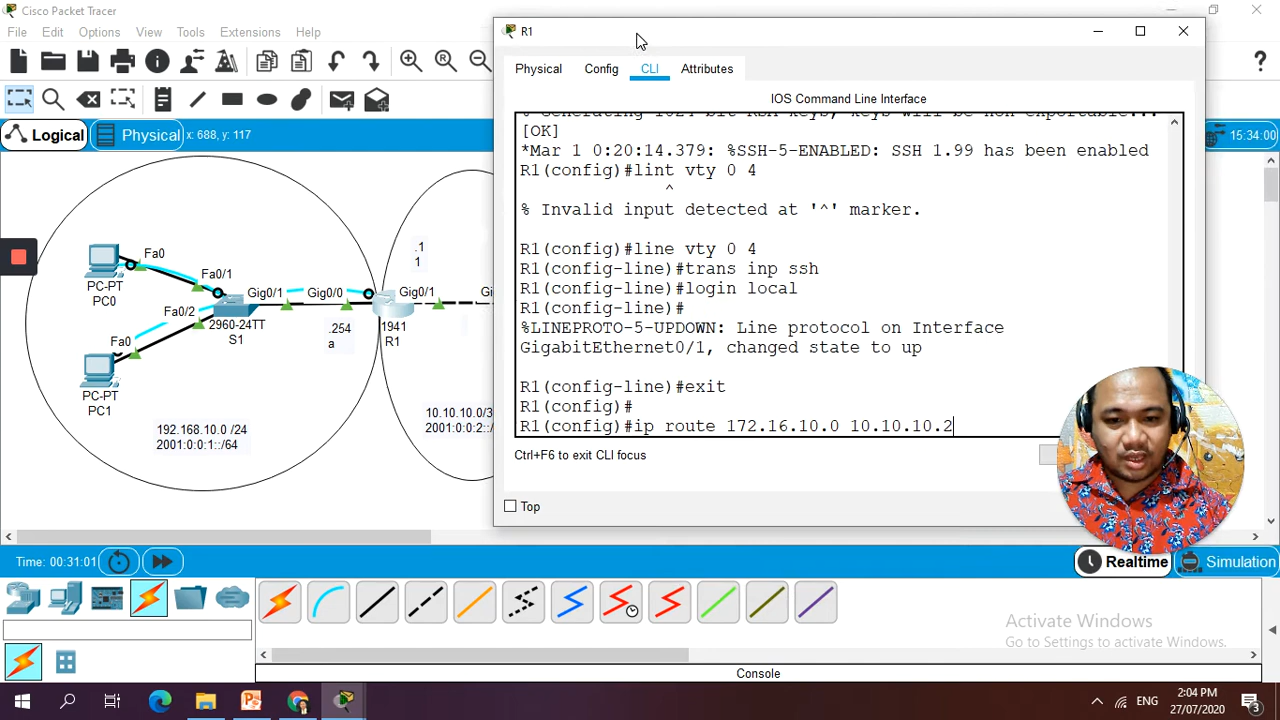 Cisco Packet Tracer
File Edit Options View Tools Extensions Help
Logical
Physical
x: 688, y: 117
15:34:00
R1
Physical Config CLI Attributes
IOS Command Line Interface
[OK]
*Mar 1 0:20:14.379: %SSH-5-ENABLED: SSH 1.99 has been enabled
R1(config)#lint vty 0 4
^
% Invalid input detected at '^' marker.
R1(config)#line vty 0 4
R1(config-line)#trans inp ssh
R1(config-line)#login local
R1(config-line)#
%LINEPROTO-5-UPDOWN: Line protocol on Interface
GigabitEthernet0/1, changed state to up
R1(config-line)#exit
R1(config)#
R1(config)#ip route 172.16.10.0 10.10.10.2
Ctrl+F6 to exit CLI focus
Top
Fa0
PC-PT
PC0
Fa0/1
Fa0/2
Gig0/1
2960-24TT
S1
Gig0/0
Gig0/1
1941
R1
.254
a
.1
1
Fa0
PC-PT
PC1
192.168.10.0 /24
2001:0:0:1::/64
10.10.10.0/3
2001:0:0:2::/
Time: 00:31:01
Realtime
Simulation
Activate Windows
Go to Settings to activate Windows.
Console
ENG
2:04 PM
27/07/2020
3